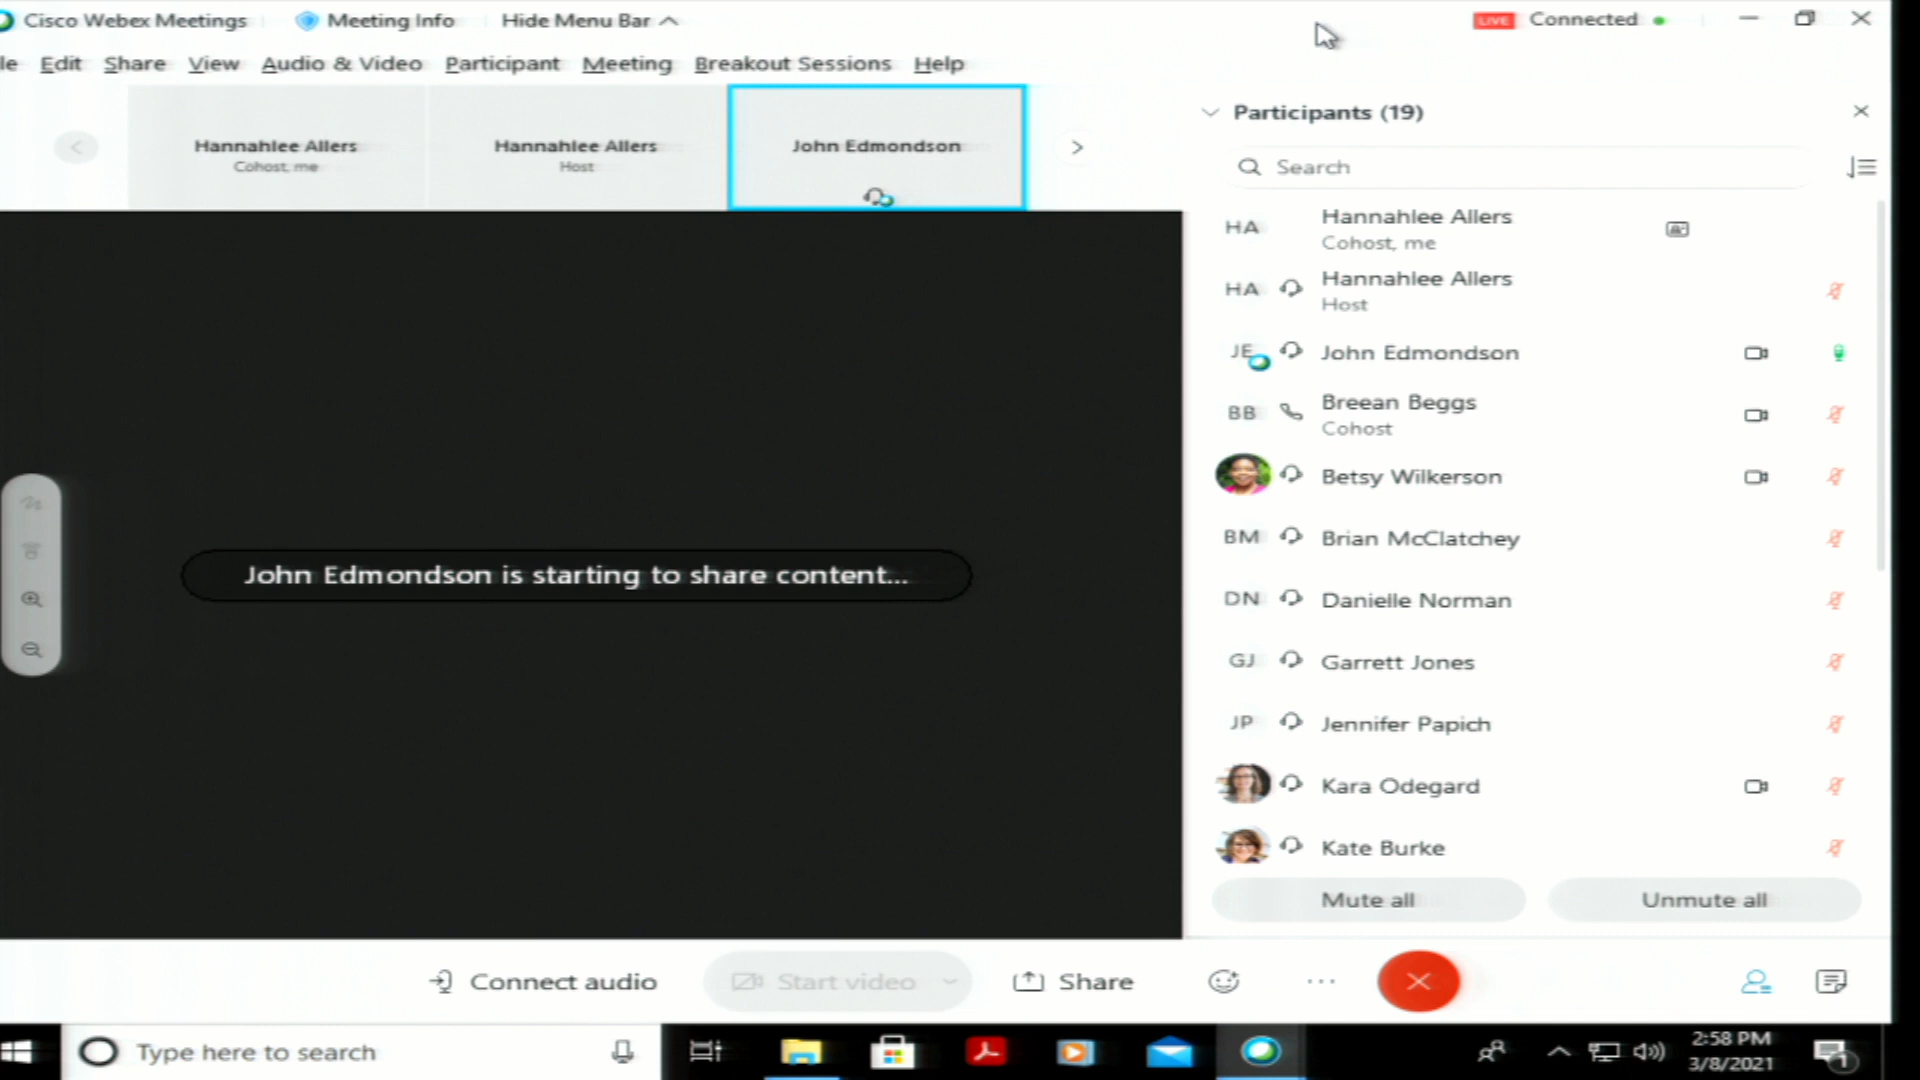 Cisco Webex Meetings
Meeting Info
Hide Menu Bar
LIVE
Connected
le Edit Share View Audio & Video Participant Meeting Breakout Sessions Help
Hannahlee Allers
Cohost, me
Hannahlee Allers
Host
John Edmondson
Participants (19)
Search
HA
Hannahlee Allers
Cohost, me
HA
Hannahlee Allers
Host
JE
John Edmondson
BB
Breean Beggs
Cohost
Betsy Wilkerson
BM
Brian McClatchey
DN
Danielle Norman
GJ
Garrett Jones
JP
Jennifer Papich
Kara Odegard
Kate Burke
John Edmondson is starting to share content...
Mute all
Unmute all
Connect audio
Start video
Share
Type here to search
2:58 PM
3/8/2021
1